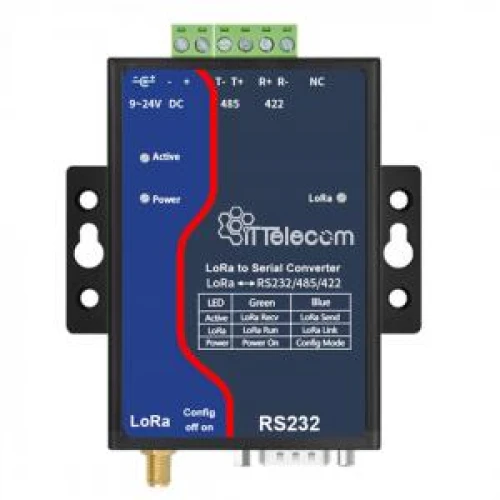 - + T- T+ R+ R- NC
9~24V DC 485 422
Active
Power
LoRa
iTTelecom
LoRa to Serial Converter
LoRa ↔ RS232/485/422
LED Green Blue
Active LoRa Recv LoRa Send
LoRa LoRa Run LoRa Link
Power Power On Config Mode
LoRa
Config
off on
RS232